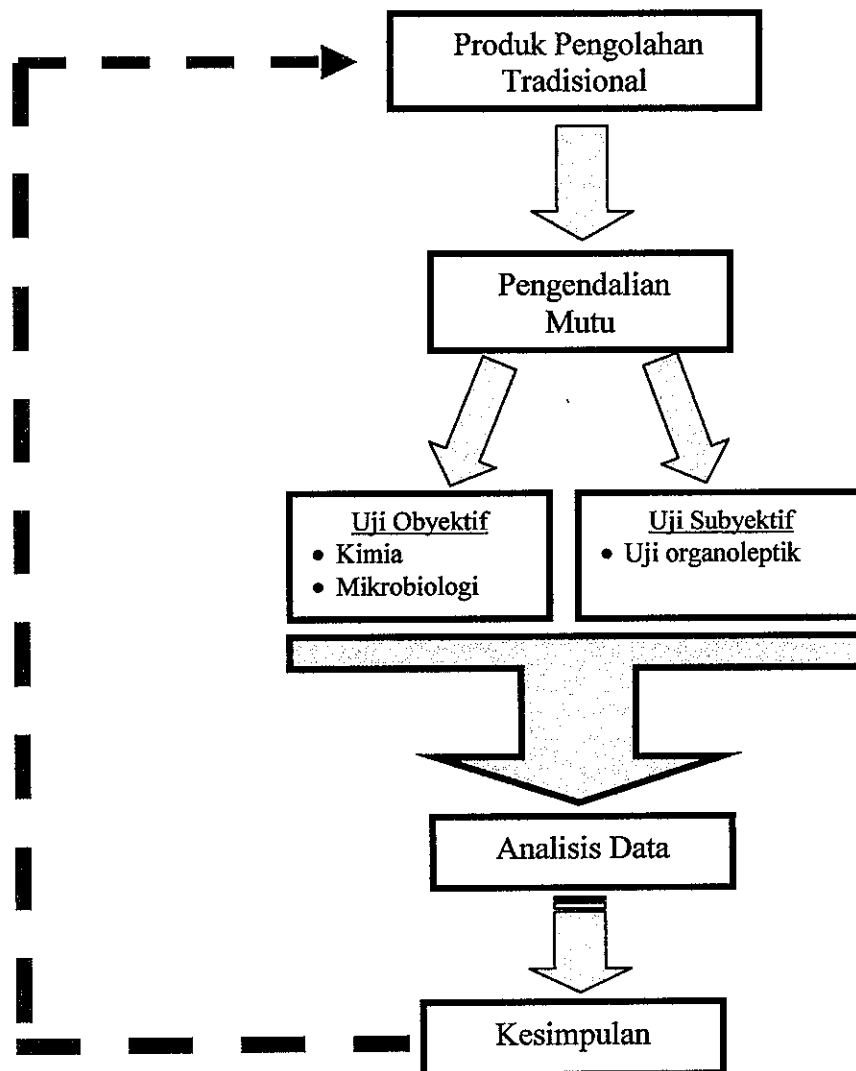 Produk Pengolahan
Tradisional
Pengendalian
Mutu
Uji Obyektif
• Kimia
• Mikrobiologi
Uji Subyektif
• Uji organoleptik
Analisis Data
Kesimpulan